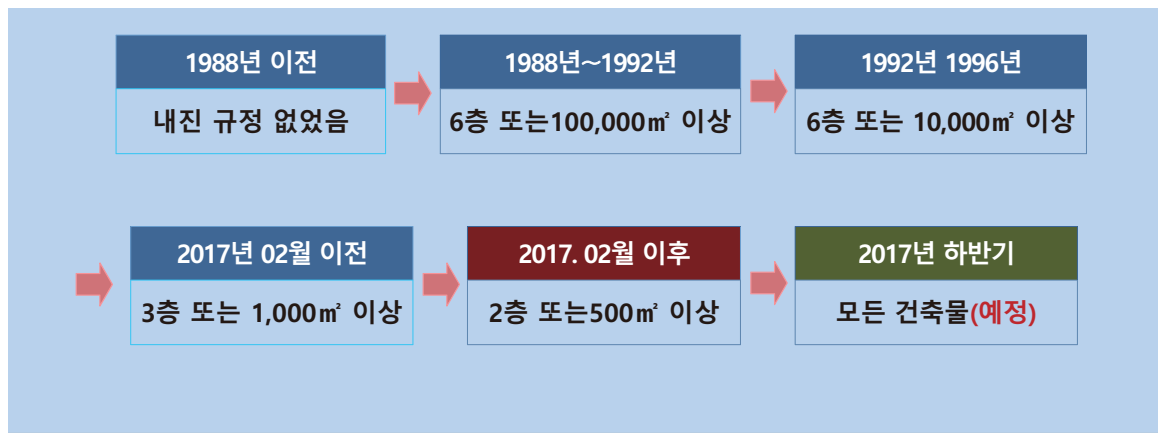 1988년 이전
내진 규정 없었음
1988년~1992년
6층 또는100,000㎡ 이상
1992년 1996년
6층 또는 10,000㎡ 이상
2017년 02월 이전
3층 또는 1,000㎡ 이상
2017. 02월 이후
2층 또는500㎡ 이상
2017년 하반기
모든 건축물(예정)